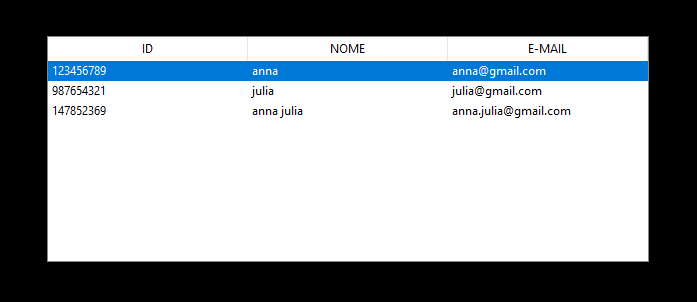 ID NOME E-MAIL
123456789 anna anna@gmail.com
987654321 julia julia@gmail.com
147852369 anna julia anna.julia@gmail.com